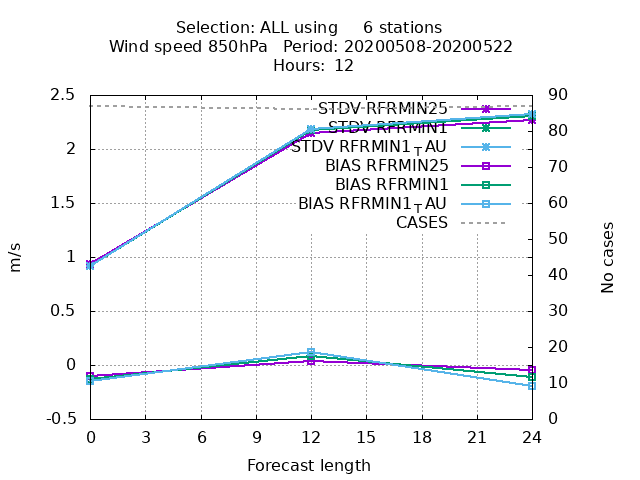 Selection: ALL using     6 stations
Wind speed 850hPa   Period: 20200508-20200522
Hours:  12
2.5
2
1.5
1
0.5
0
-0.5
m/s
STDV RFRMIN25
STDV RFRMIN1
STDV RFRMIN1TAU
BIAS RFRMIN25
BIAS RFRMIN1
BIAS RFRMIN1TAU
CASES
90
80
70
60
50
40
30
20
10
0
No cases
0 3 6 9 12 15 18 21 24
Forecast length